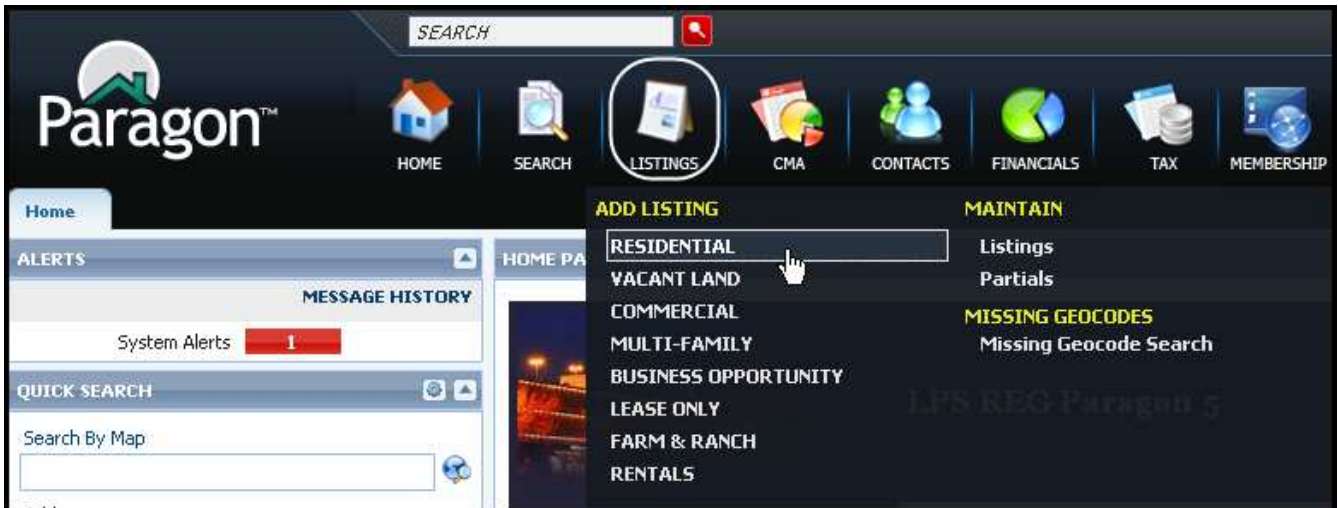 SEARCH
Paragon™
HOME
SEARCH
LISTINGS
CMA
CONTACTS
FINANCIALS
TAX
MEMBERSHIP
Home
ADD LISTING
RESIDENTIAL
VACANT LAND
COMMERCIAL
MULTI-FAMILY
BUSINESS OPPORTUNITY
LEASE ONLY
FARM & RANCH
RENTALS
MAINTAIN
Listings
Partials
MISSING GEOCODES
Missing Geocode Search
LPS REG Paragon 5
ALERTS
MESSAGE HISTORY
System Alerts 1
QUICK SEARCH
Search By Map
HOME PA